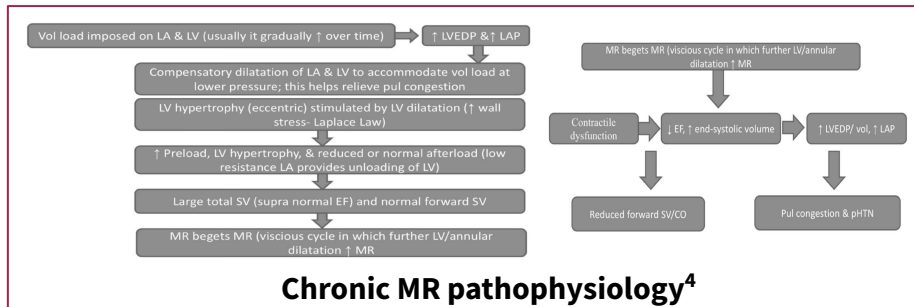 Vol load imposed on LA & LV (usually it gradually ↑ over time)
↑ LVEDP &↑ LAP
Compensatory dilatation of LA & LV to accommodate vol load at
lower pressure; this helps relieve pul congestion
LV hypertrophy (eccentric) stimulated by LV dilatation (↑ wall
stress- Laplace Law)
↑ Preload, LV hypertrophy, & reduced or normal afterload (low
resistance LA provides unloading of LV)
Large total SV (supra normal EF) and normal forward SV
MR begets MR (viscious cycle in which further LV/annular
dilatation ↑ MR
MR begets MR (viscious cycle in which further LV/annular
dilatation ↑ MR
Contractile
dysfunction
↓ EF, ↑ end-systolic volume
↑ LVEDP/ vol, ↑ LAP
Reduced forward SV/CO
Pul congestion & pHTN
Chronic MR pathophysiology⁴